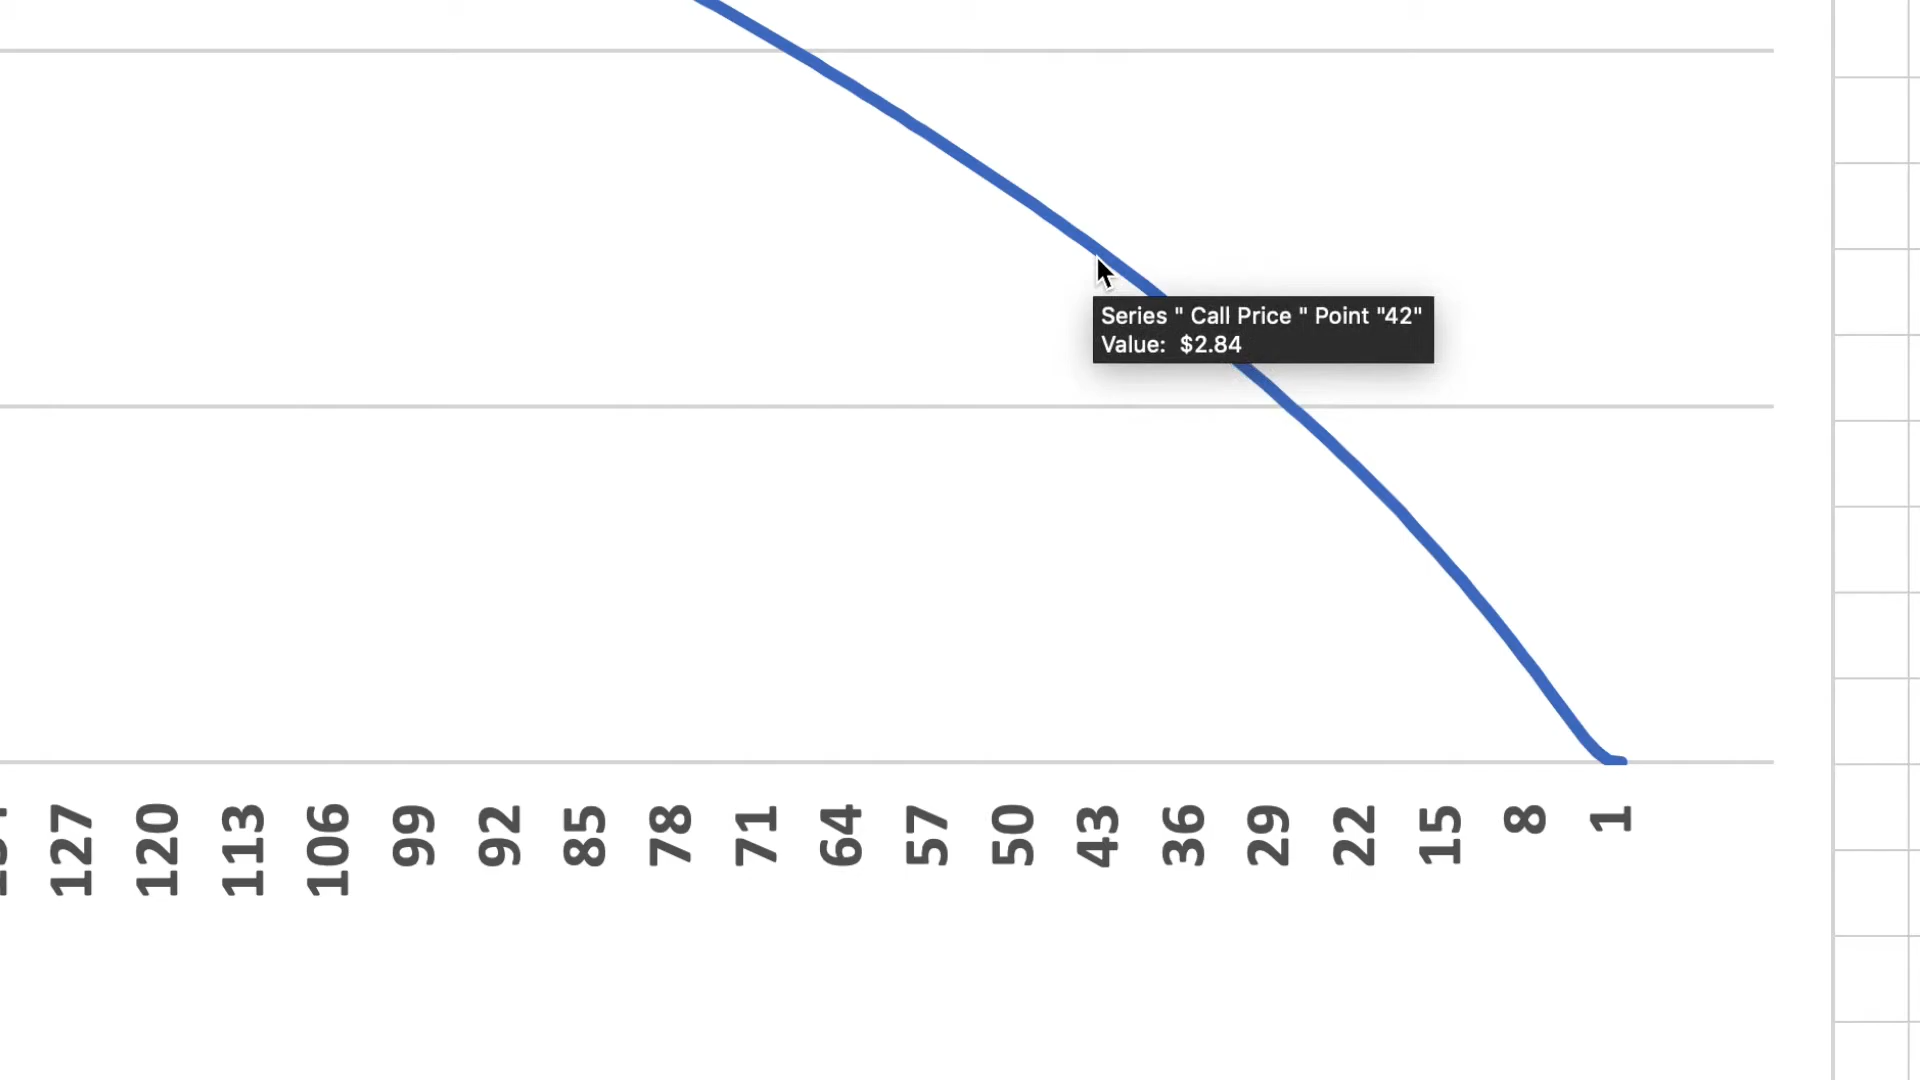 Series " Call Price " Point "42"
Value: $2.84
127 120 113 106 99 92 85 78 71 64 57 50 43 36 29 22 15 8 1